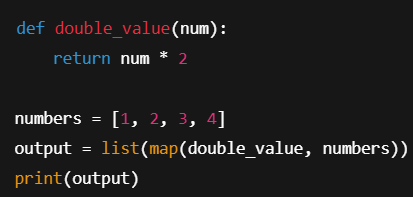 def double_value(num):
    return num * 2

numbers = [1, 2, 3, 4]
output = list(map(double_value, numbers))
print(output)